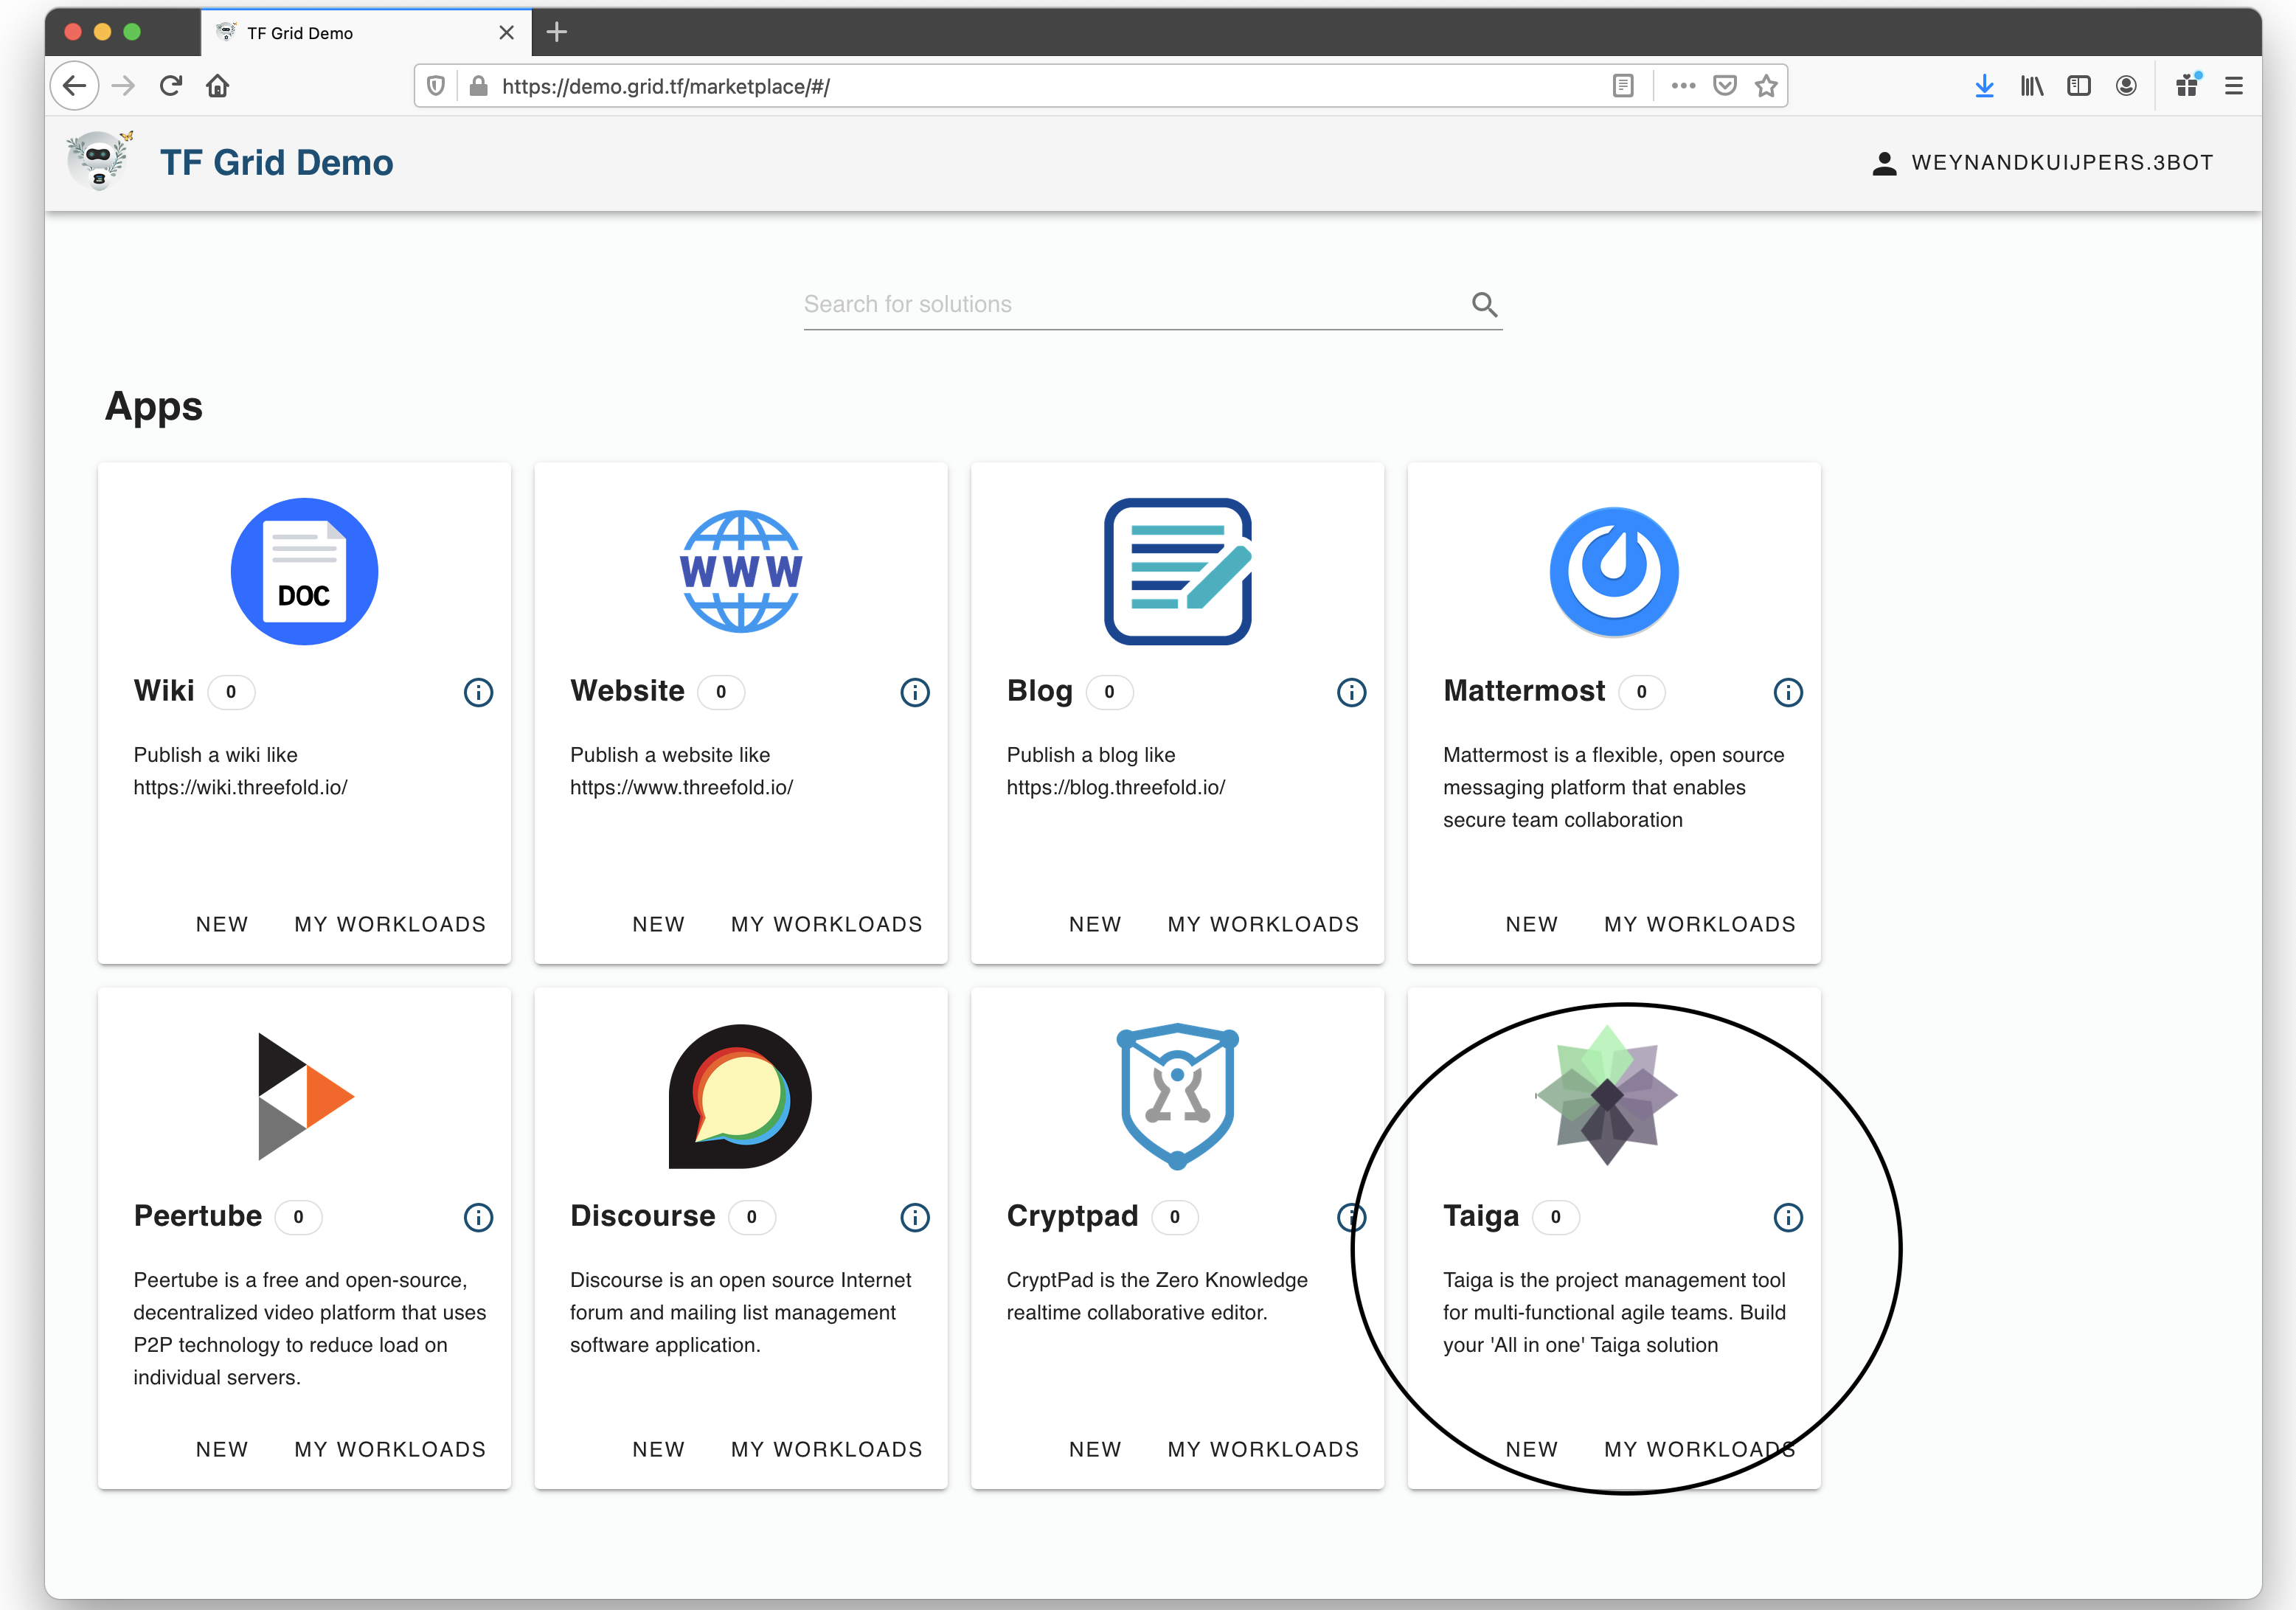 TF Grid Demo
https://demo.grid.tf/marketplace/#/
TF Grid Demo
WEYNANDKUIJPERS.3BOT
Search for solutions
Apps
DOC
Wiki 0
Publish a wiki like
https://wiki.threefold.io/
NEW MY WORKLOADS
WWW
Website 0
Publish a website like
https://www.threefold.io/
NEW MY WORKLOADS
Blog 0
Publish a blog like
https://blog.threefold.io/
NEW MY WORKLOADS
Mattermost 0
Mattermost is a flexible, open source
messaging platform that enables
secure team collaboration
NEW MY WORKLOADS
Peertube 0
Peertube is a free and open-source,
decentralized video platform that uses
P2P technology to reduce load on
individual servers.
NEW MY WORKLOADS
Discourse 0
Discourse is an open source Internet
forum and mailing list management
software application.
NEW MY WORKLOADS
Cryptpad 0
CryptPad is the Zero Knowledge
realtime collaborative editor.
NEW MY WORKLOADS
Taiga 0
Taiga is the project management tool
for multi-functional agile teams. Build
your 'All in one' Taiga solution
NEW MY WORKLOADS